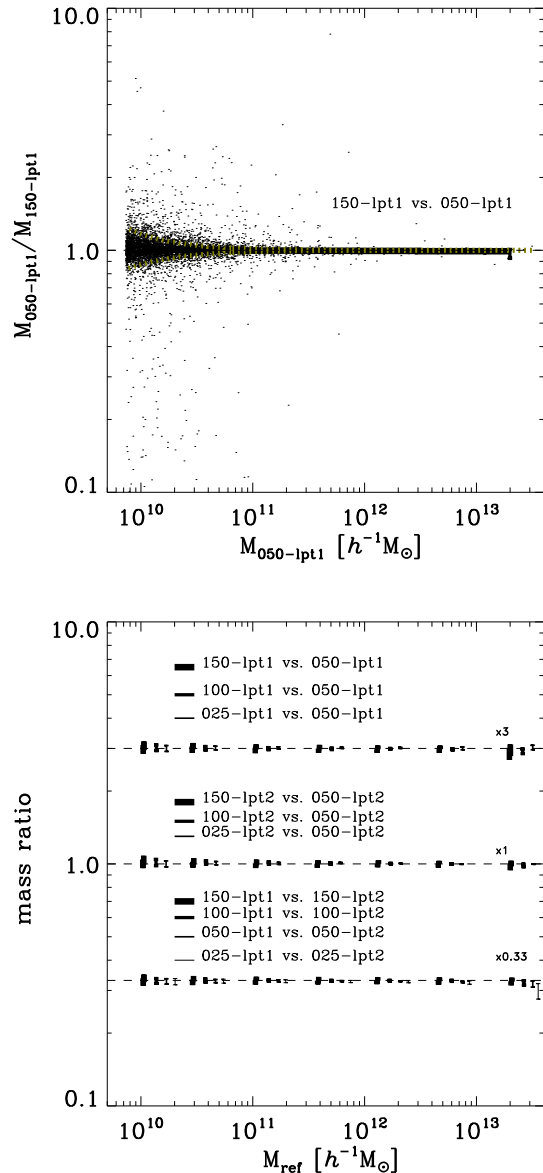 10.0
1.0
0.1
M050-lpt1/M150-lpt1
150-lpt1 vs. 050-lpt1
10^10 10^11 10^12 10^13
M050-lpt1 [h^-1M⊙]
10.0
1.0
0.1
mass ratio
150-lpt1 vs. 050-lpt1
100-lpt1 vs. 050-lpt1
025-lpt1 vs. 050-lpt1
x3
150-lpt2 vs. 050-lpt2
100-lpt2 vs. 050-lpt2
025-lpt2 vs. 050-lpt2
x1
150-lpt1 vs. 150-lpt2
100-lpt1 vs. 100-lpt2
050-lpt1 vs. 050-lpt2
025-lpt1 vs. 025-lpt2
x0.33
10^10 10^11 10^12 10^13
Mref [h^-1M⊙]